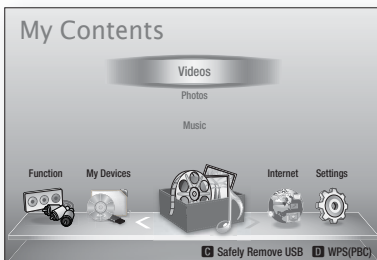 My Contents
Videos
Photos
Music
Function My Devices Internet Settings
C Safely Remove USB D WPS(PBC)